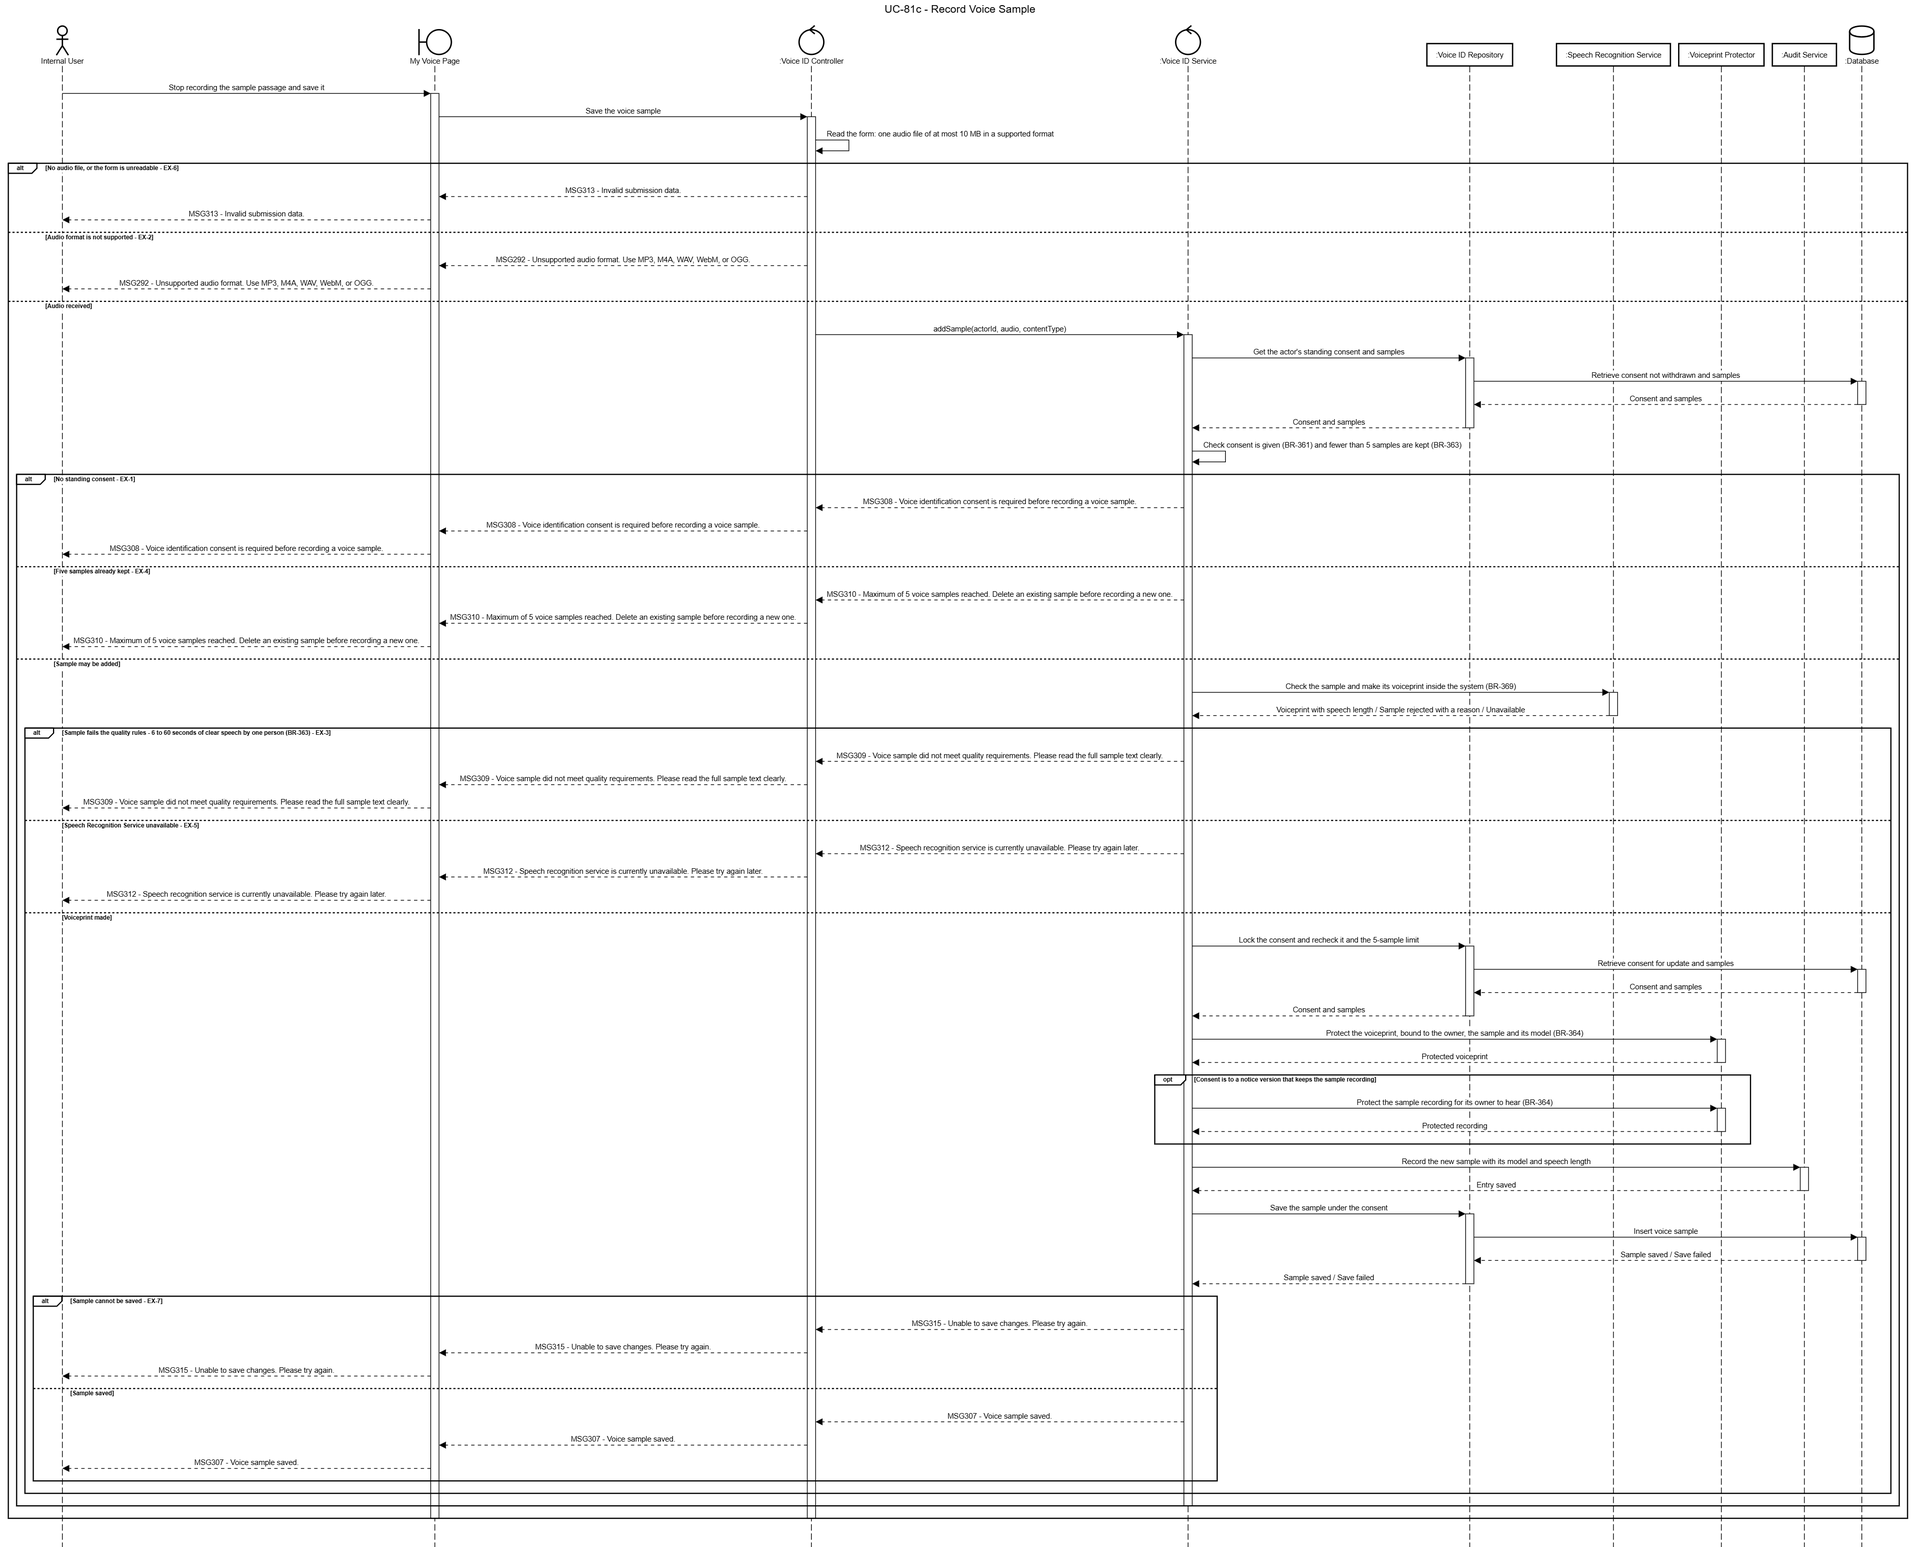 UC-81c - Record Voice Sample
Internal User
My Voice Page
:Voice ID Controller
:Voice ID Service
:Voice ID Repository
:Speech Recognition Service
:Voiceprint Protector
:Audit Service
:Database
Stop recording the sample passage and save it
Save the voice sample
Read the form: one audio file of at most 10 MB in a supported format
alt
[No audio file, or the form is unreadable - EX-6]
MSG313 - Invalid submission data.
MSG313 - Invalid submission data.
[Audio format is not supported - EX-2]
MSG292 - Unsupported audio format. Use MP3, M4A, WAV, WebM, or OGG.
MSG292 - Unsupported audio format. Use MP3, M4A, WAV, WebM, or OGG.
[Audio received]
addSample(actorId, audio, contentType)
Get the actor's standing consent and samples
Retrieve consent not withdrawn and samples
Consent and samples
Consent and samples
Check consent is given (BR-361) and fewer than 5 samples are kept (BR-363)
alt
[No standing consent - EX-1]
MSG308 - Voice identification consent is required before recording a voice sample.
MSG308 - Voice identification consent is required before recording a voice sample.
MSG308 - Voice identification consent is required before recording a voice sample.
[Five samples already kept - EX-4]
MSG310 - Maximum of 5 voice samples reached. Delete an existing sample before recording a new one.
MSG310 - Maximum of 5 voice samples reached. Delete an existing sample before recording a new one.
MSG310 - Maximum of 5 voice samples reached. Delete an existing sample before recording a new one.
[Sample may be added]
Check the sample and make its voiceprint inside the system (BR-369)
Voiceprint with speech length / Sample rejected with a reason / Unavailable
alt
[Sample fails the quality rules - 6 to 60 seconds of clear speech by one person (BR-363) - EX-3]
MSG309 - Voice sample did not meet quality requirements. Please read the full sample text clearly.
MSG309 - Voice sample did not meet quality requirements. Please read the full sample text clearly.
MSG309 - Voice sample did not meet quality requirements. Please read the full sample text clearly.
[Speech Recognition Service unavailable - EX-5]
MSG312 - Speech recognition service is currently unavailable. Please try again later.
MSG312 - Speech recognition service is currently unavailable. Please try again later.
MSG312 - Speech recognition service is currently unavailable. Please try again later.
[Voiceprint made]
Lock the consent and recheck it and the 5-sample limit
Retrieve consent for update and samples
Consent and samples
Consent and samples
Protect the voiceprint, bound to the owner, the sample and its model (BR-364)
Protected voiceprint
opt
[Consent is to a notice version that keeps the sample recording]
Protect the sample recording for its owner to hear (BR-364)
Protected recording
Record the new sample with its model and speech length
Entry saved
Save the sample under the consent
Insert voice sample
Sample saved / Save failed
Sample saved / Save failed
alt
[Sample cannot be saved - EX-7]
MSG315 - Unable to save changes. Please try again.
MSG315 - Unable to save changes. Please try again.
MSG315 - Unable to save changes. Please try again.
[Sample saved]
MSG307 - Voice sample saved.
MSG307 - Voice sample saved.
MSG307 - Voice sample saved.